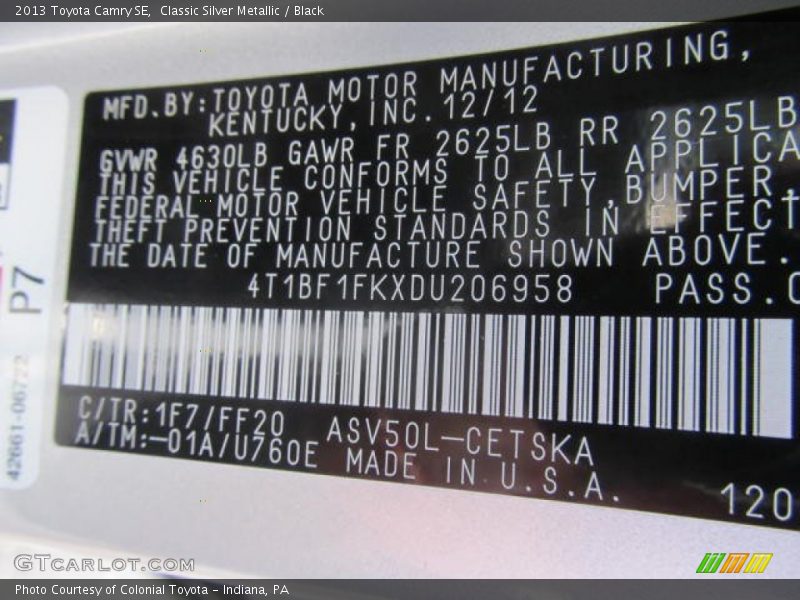 2013 Toyota Camry SE,  Classic Silver Metallic / Black
MFD.BY:TOYOTA MOTOR MANUFACTURING,
KENTUCKY,INC.12/12
GVWR 4630LB GAWR FR 2625LB RR 2625LB
THIS VEHICLE CONFORMS TO ALL APPLICA
FEDERAL MOTOR VEHICLE SAFETY,BUMPER,
THEFT PREVENTION STANDARDS IN EFFECT
THE DATE OF MANUFACTURE SHOWN ABOVE.
4T1BF1FKXDU206958 PASS.C
P7
42661-06722
C/TR:1F7/FF20 ASV50L-CETSKA
A/TM:-01A/U760E MADE IN U.S.A.
120
GTCARLOT.COM
Photo Courtesy of Colonial Toyota - Indiana, PA